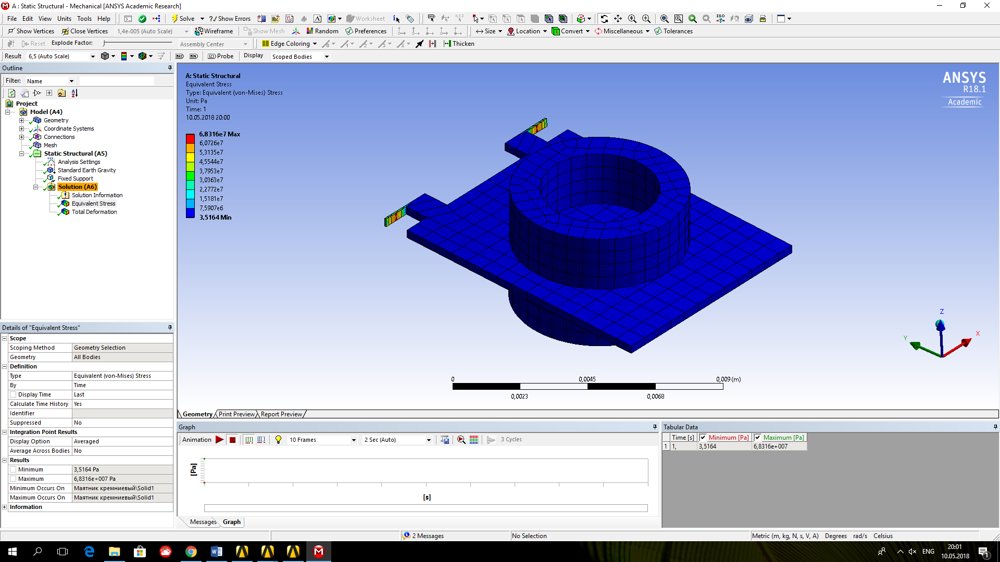 A : Static Structural - Mechanical [ANSYS Academic Research]
File Edit View Units Tools Help Solve ?/ Show Errors Worksheet
Show Vertices Close Vertices 1,4e-005 (Auto Scale) Wireframe Show Mesh Random Preferences Size Location Convert Miscellaneous Tolerances
Reset Explode Factor: Assembly Center Edge Coloring Thicken
Result 6,5 (Auto Scale) MAX MIN Probe Display Scoped Bodies
Outline
Filter: Name
Project
Model (A4)
Geometry
Coordinate Systems
Connections
Mesh
Static Structural (A5)
Analysis Settings
Standard Earth Gravity
Fixed Support
Solution (A6)
Solution Information
Equivalent Stress
Total Deformation
Details of "Equivalent Stress"
Scope
Scoping Method Geometry Selection
Geometry All Bodies
Definition
Type Equivalent (von-Mises) Stress
By Time
Display Time Last
Calculate Time History Yes
Identifier
Suppressed No
Integration Point Results
Display Option Averaged
Average Across Bodies No
Results
Minimum 3,5164 Pa
Maximum 6,8316e+007 Pa
Minimum Occurs On Маятник кремниевый\Solid1
Maximum Occurs On Маятник кремниевый\Solid1
Information
A: Static Structural
Equivalent Stress
Type: Equivalent (von-Mises) Stress
Unit: Pa
Time: 1
10.05.2018 20:00
6,8316e7 Max
6,0726e7
5,3135e7
4,5544e7
3,7953e7
3,0363e7
2,2772e7
1,5181e7
7,5907e6
3,5164 Min
ANSYS
R18.1
Academic
Z
Y
X
0 0,0045 0,009 (m)
0,0023 0,0068
Geometry Print Preview Report Preview
Graph
Animation 10 Frames 2 Sec (Auto) 3 Cycles
[Pa]
[s]
Messages Graph
Tabular Data
Time [s] Minimum [Pa] Maximum [Pa]
1 1, 3,5164 6,8316e+007
2 Messages No Selection Metric (m, kg, N, s, V, A) Degrees rad/s Celsius
ENG 20:01
10.05.2018
1